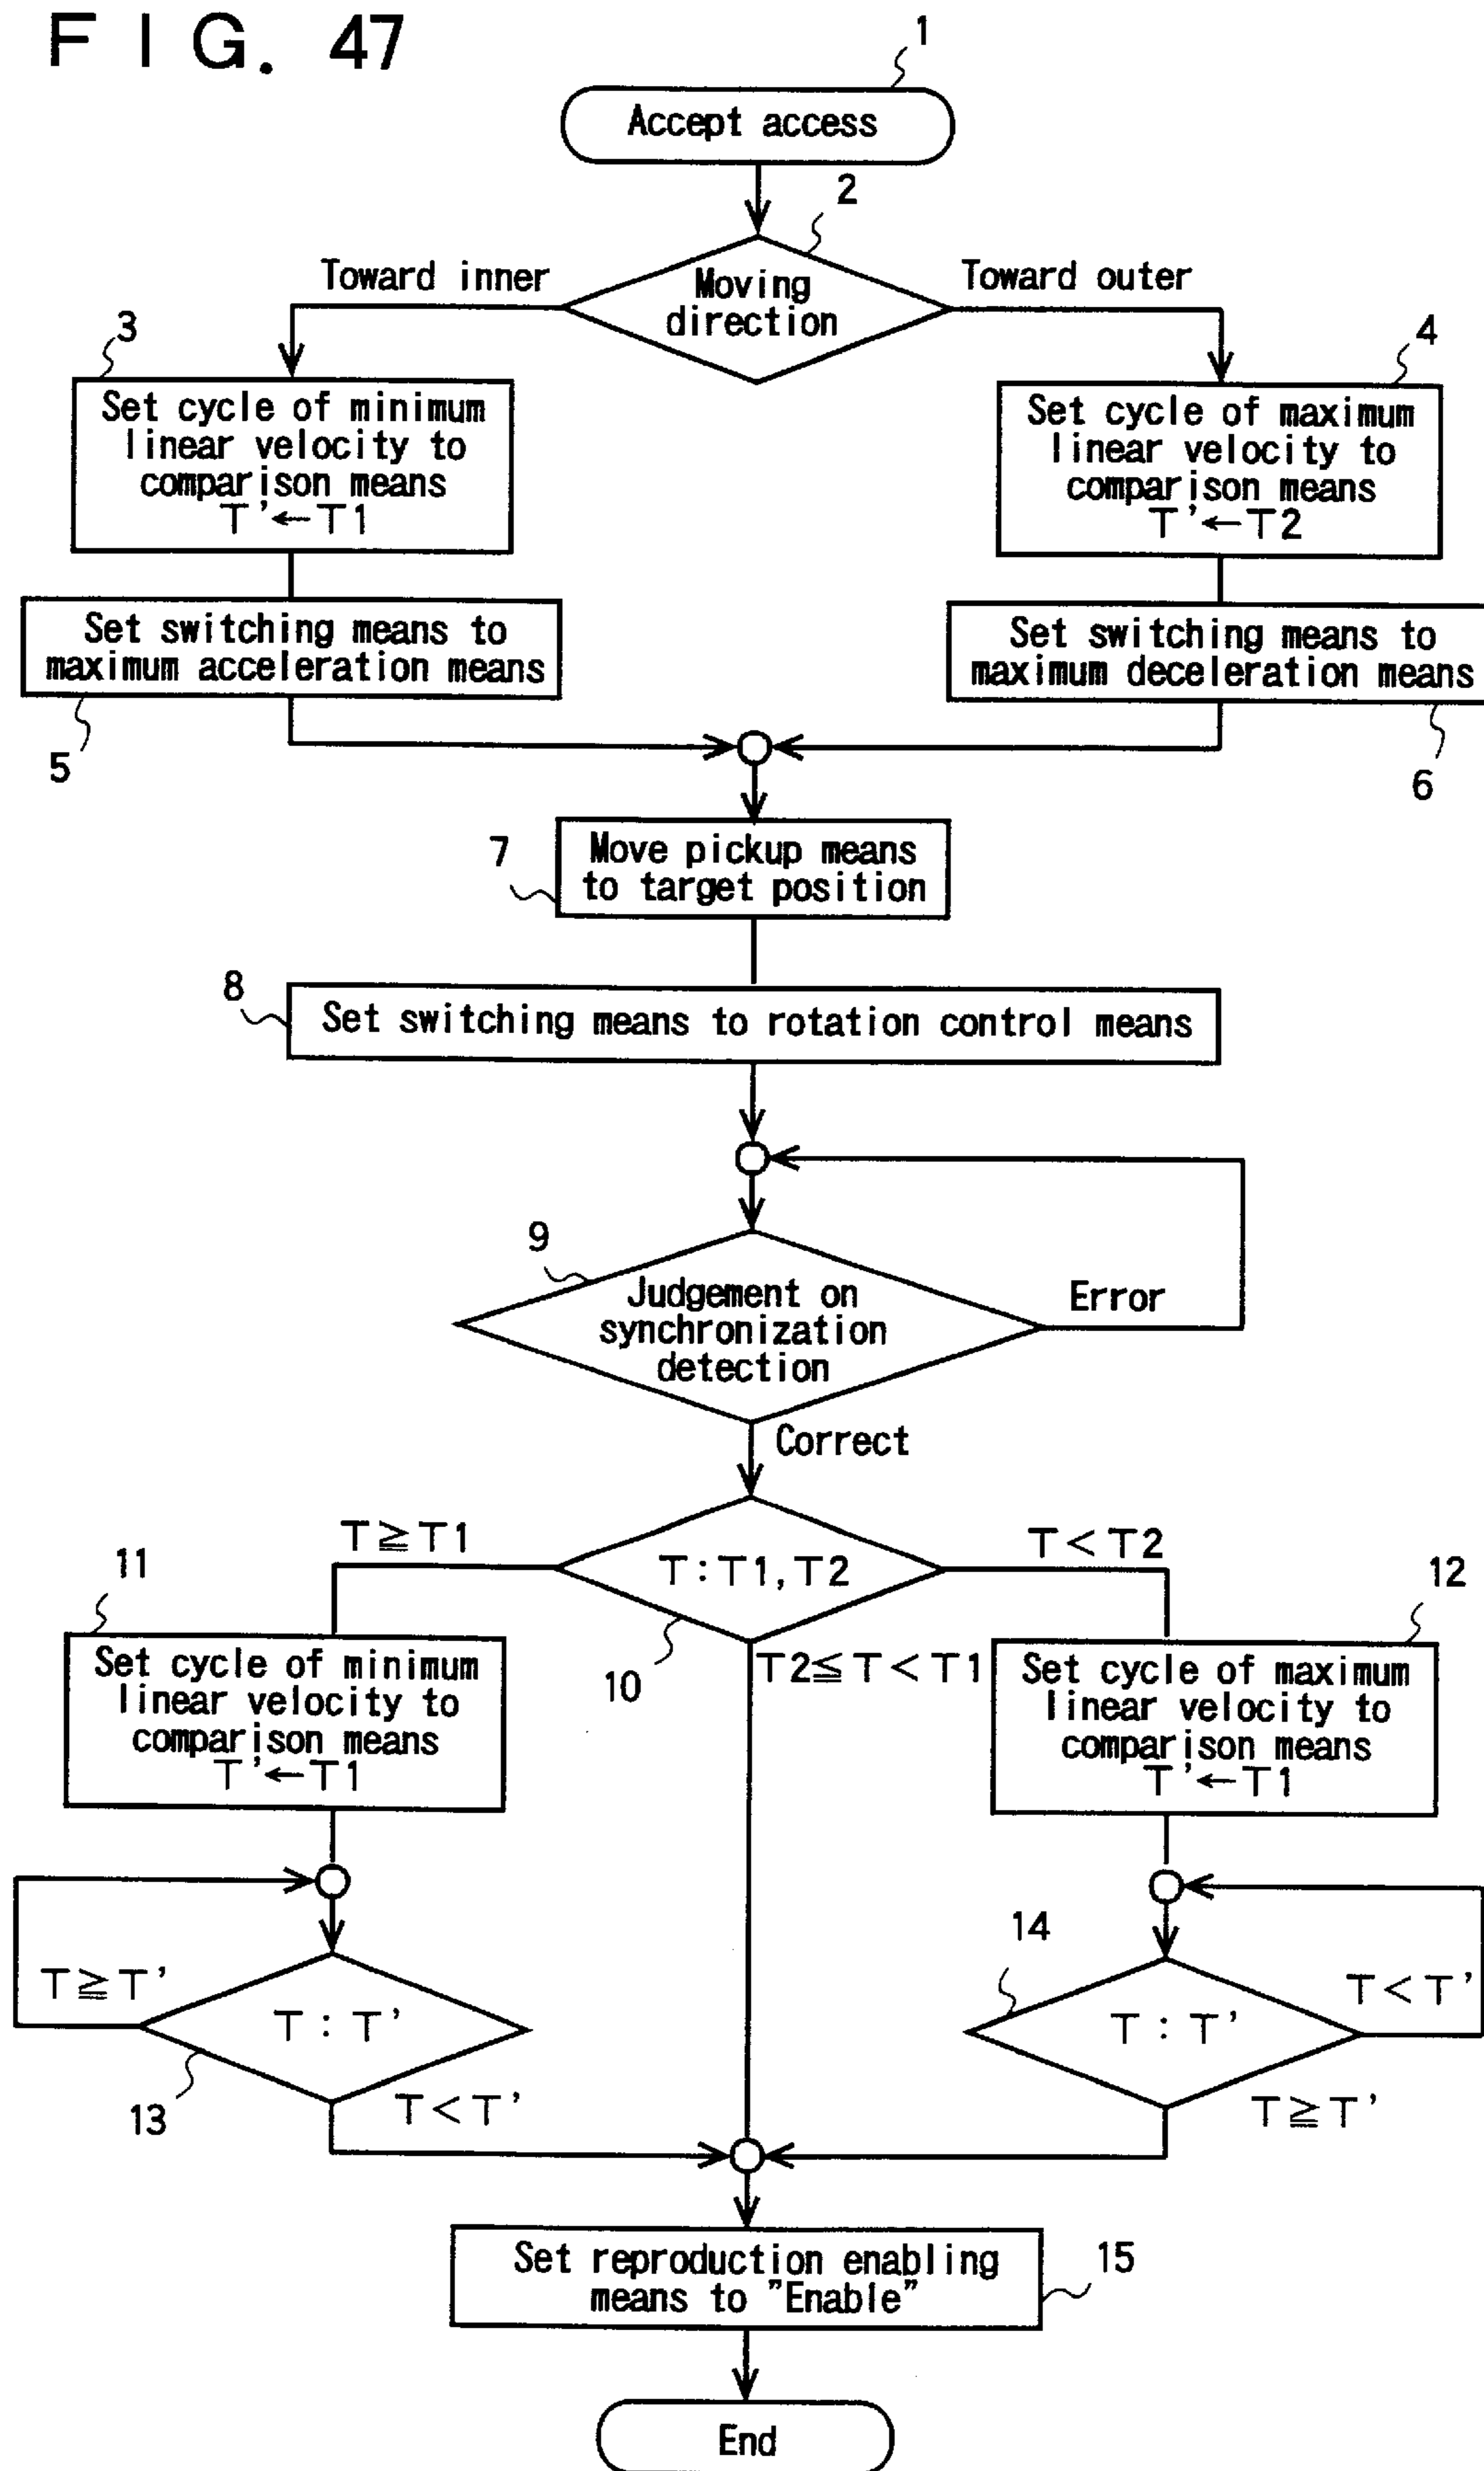 FIG. 47
1
Accept access
2
Moving
direction
Toward inner
Toward outer
3
Set cycle of minimum
linear velocity to
comparison means
T'←T1
4
Set cycle of maximum
linear velocity to
comparison means
T'←T2
Set switching means to
maximum acceleration means
5
Set switching means to
maximum deceleration means
6
7
Move pickup means
to target position
8
Set switching means to rotation control means
9
Judgement on
synchronization
detection
Error
Correct
T≧T1
T:T1,T2
T<T2
10
T2≦T<T1
11
Set cycle of minimum
linear velocity to
comparison means
T'←T1
12
Set cycle of maximum
linear velocity to
comparison means
T'←T1
T≧T'
T:T'
13
T<T'
14
T:T'
T<T'
T≧T'
Set reproduction enabling
means to "Enable"
15
End